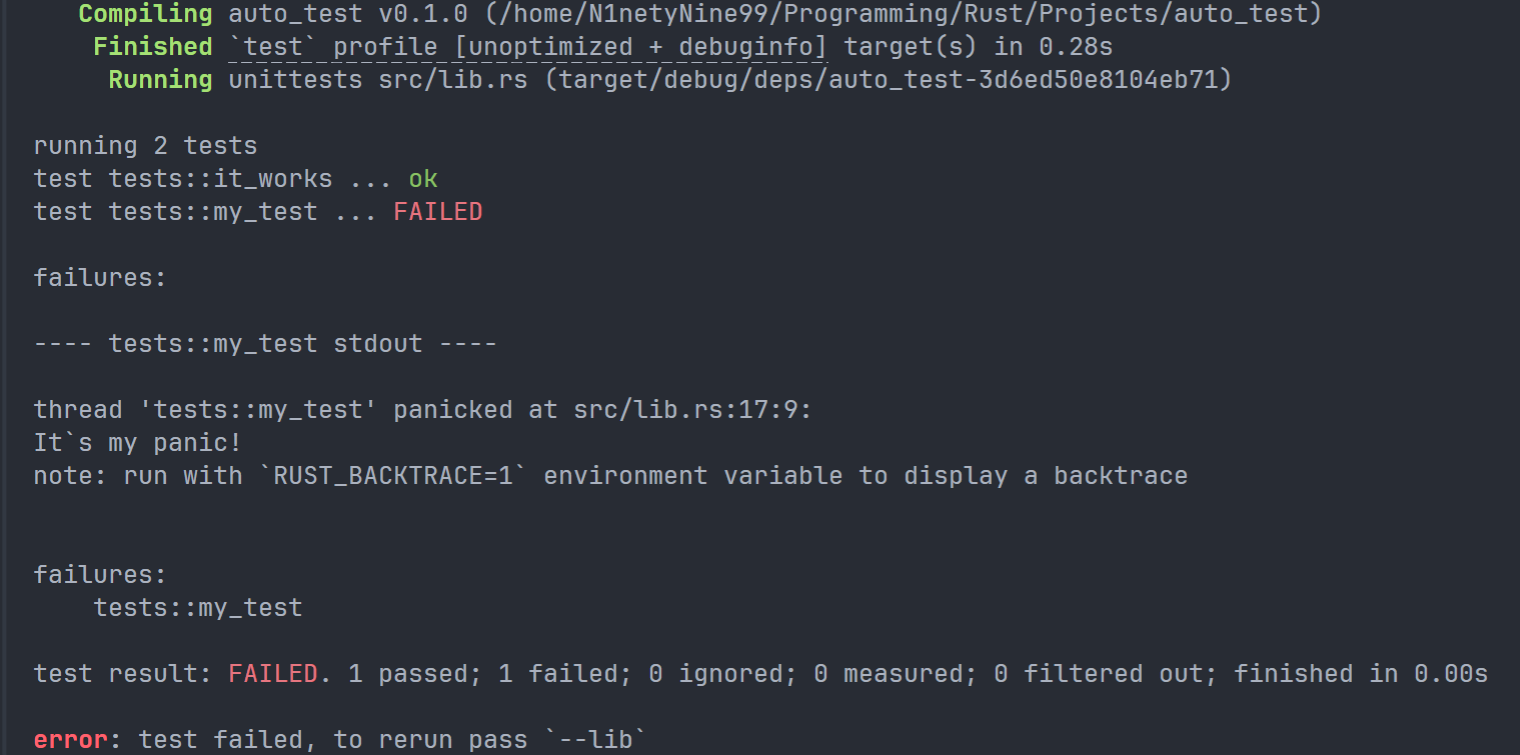 Compiling auto_test v0.1.0 (/home/N1netyNine99/Programming/Rust/Projects/auto_test)
Finished `test` profile [unoptimized + debuginfo] target(s) in 0.28s
Running unittests src/lib.rs (target/debug/deps/auto_test-3d6ed50e8104eb71)
running 2 tests
test tests::it_works ... ok
test tests::my_test ... FAILED
failures:
---- tests::my_test stdout ----
thread 'tests::my_test' panicked at src/lib.rs:17:9:
It`s my panic!
note: run with `RUST_BACKTRACE=1` environment variable to display a backtrace
failures:
tests::my_test
test result: FAILED. 1 passed; 1 failed; 0 ignored; 0 measured; 0 filtered out; finished in 0.00s
error: test failed, to rerun pass `--lib`